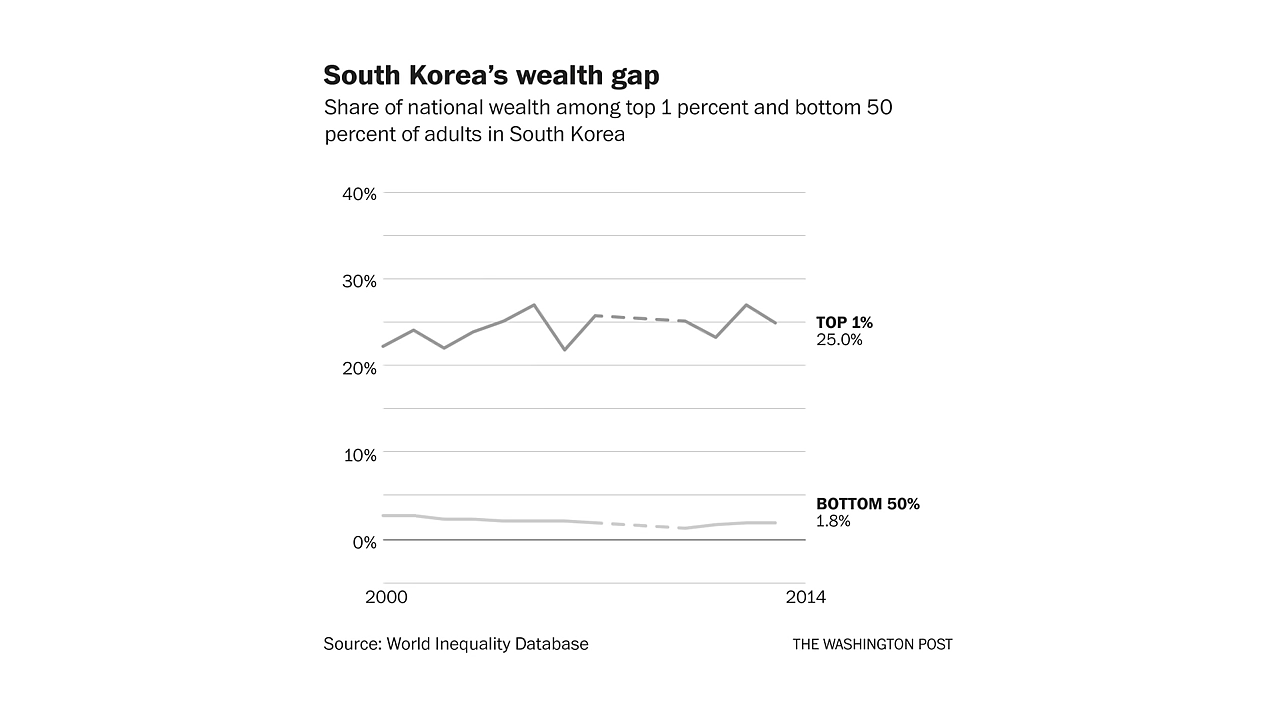 South Korea’s wealth gap
Share of national wealth among top 1 percent and bottom 50
percent of adults in South Korea
40%
30%
TOP 1%
25.0%
20%
10%
BOTTOM 50%
1.8%
0%
2000
2014
Source: World Inequality Database
THE WASHINGTON POST